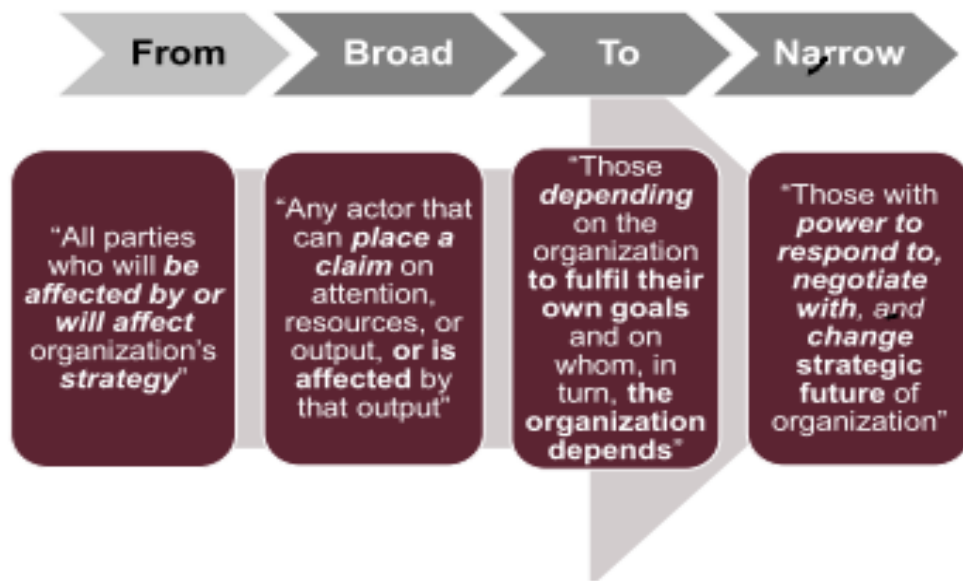 From
Broad
To
Narrow
“All parties
who will be
affected by or
will affect
organization’s
strategy”
“Any actor that
can place a
claim on
attention,
resources, or
output, or is
affected by
that output”
“Those
depending
on the
organization
to fulfil their
own goals
and on
whom, in
turn, the
organization
depends”
“Those with
power to
respond to,
negotiate
with, and
change
strategic
future of
organization”